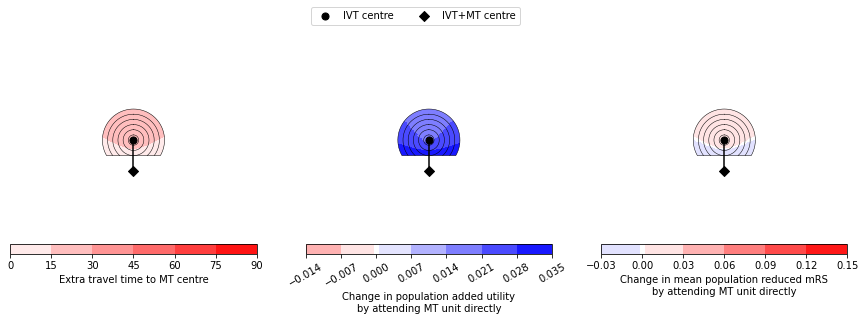 IVT centre IVT+MT centre
0 15 30 45 60 75 90
Extra travel time to MT centre
−0.014 −0.007 0.000 0.007 0.014 0.021 0.028 0.035
Change in population added utility
by attending MT unit directly
−0.03 0.00 0.03 0.06 0.09 0.12 0.15
Change in mean population reduced mRS
by attending MT unit directly